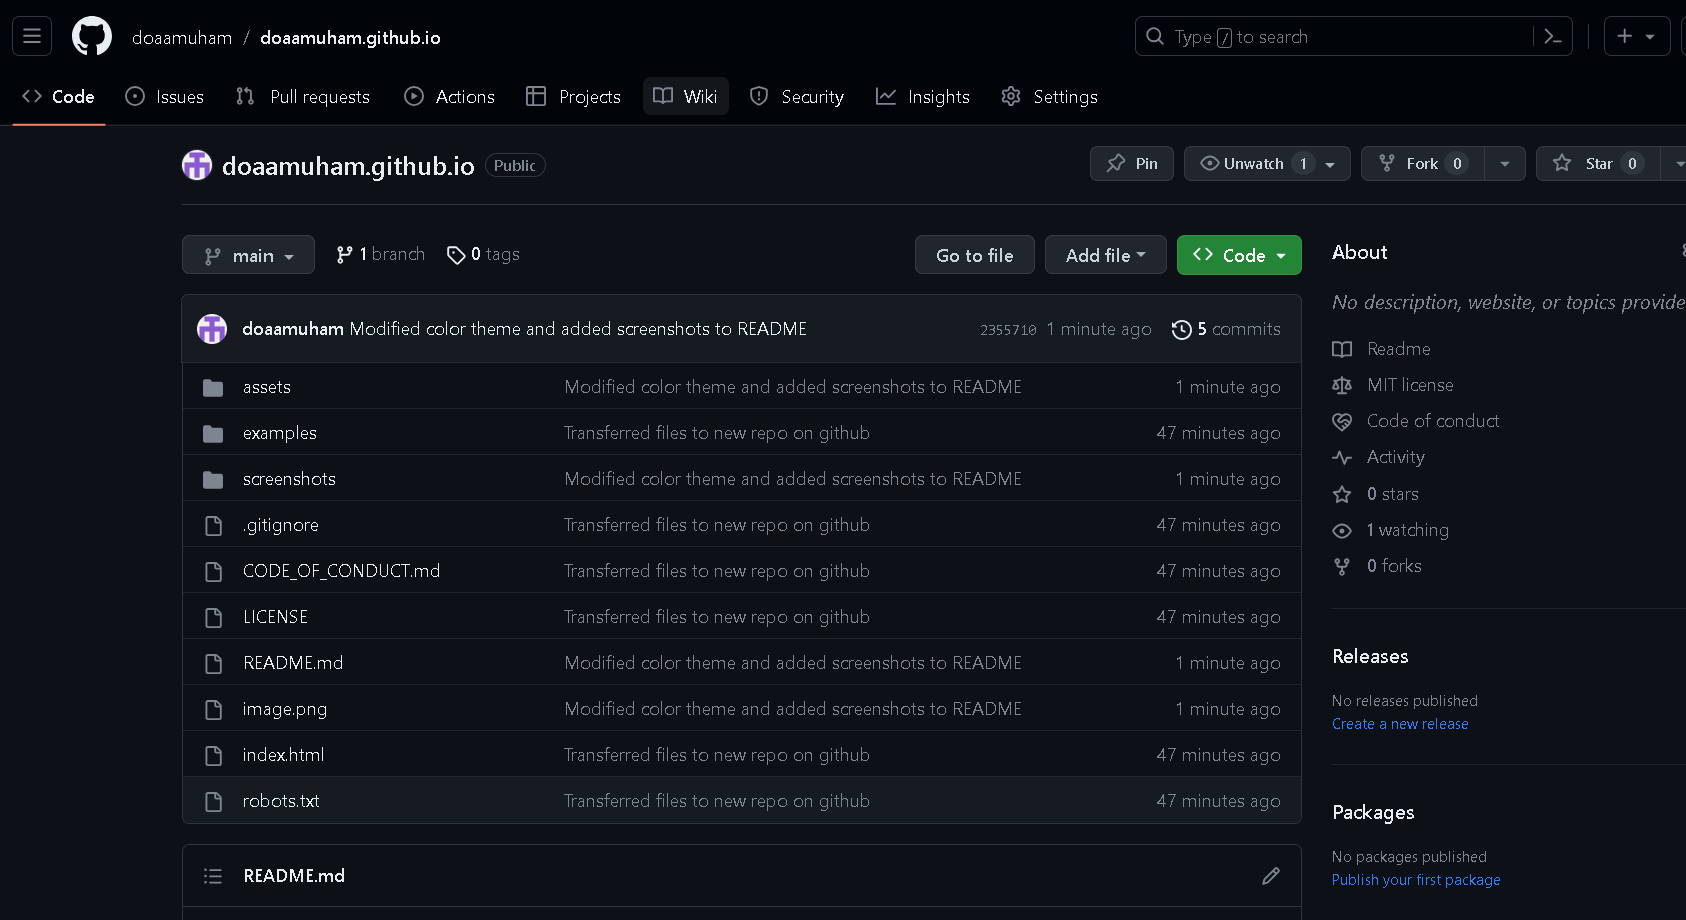 doaamuham / doaamuham.github.io
Type / to search
Code Issues Pull requests Actions Projects Wiki Security Insights Settings
doaamuham.github.io Public
Pin Unwatch 1 Fork 0 Star 0
main 1 branch 0 tags Go to file Add file Code
doaamuham Modified color theme and added screenshots to README 2355710 1 minute ago 5 commits
assets Modified color theme and added screenshots to README 1 minute ago
examples Transferred files to new repo on github 47 minutes ago
screenshots Modified color theme and added screenshots to README 1 minute ago
.gitignore Transferred files to new repo on github 47 minutes ago
CODE_OF_CONDUCT.md Transferred files to new repo on github 47 minutes ago
LICENSE Transferred files to new repo on github 47 minutes ago
README.md Modified color theme and added screenshots to README 1 minute ago
image.png Modified color theme and added screenshots to README 1 minute ago
index.html Transferred files to new repo on github 47 minutes ago
robots.txt Transferred files to new repo on github 47 minutes ago
README.md
About
No description, website, or topics provide
Readme
MIT license
Code of conduct
Activity
0 stars
1 watching
0 forks
Releases
No releases published
Create a new release
Packages
No packages published
Publish your first package